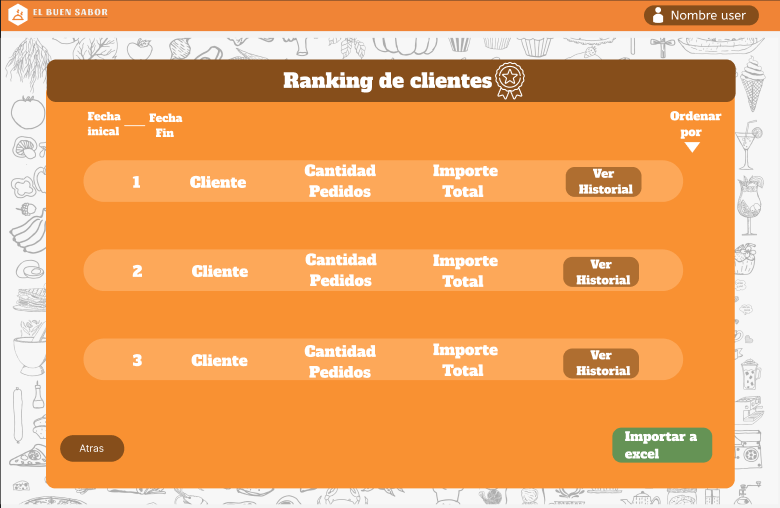 EL BUEN SABOR
Nombre user
Ranking de clientes
Fecha
inical
Fecha
Fin
Ordenar
por
1
Cliente
Cantidad
Pedidos
Importe
Total
Ver
Historial
2
Cliente
Cantidad
Pedidos
Importe
Total
Ver
Historial
3
Cliente
Cantidad
Pedidos
Importe
Total
Ver
Historial
Atras
Importar a
excel